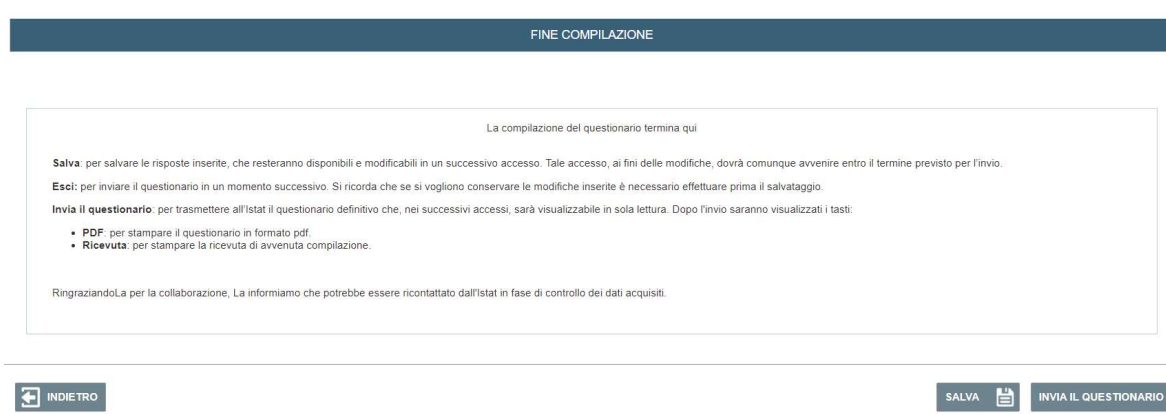 FINE COMPILAZIONE
La compilazione del questionario termina qui
Salva: per salvare le risposte inserite, che resteranno disponibili e modificabili in un successivo accesso. Tale accesso, ai fini delle modifiche, dovrà comunque avvenire entro il termine previsto per l'invio.
Esci: per inviare il questionario in un momento successivo. Si ricorda che se si vogliono conservare le modifiche inserite è necessario effettuare prima il salvataggio.
Invia il questionario: per trasmettere all'Istat il questionario definitivo che, nei successivi accessi, sarà visualizzabile in sola lettura. Dopo l'invio saranno visualizzati i tasti:
• PDF: per stampare il questionario in formato pdf.
• Ricevuta: per stampare la ricevuta di avvenuta compilazione.
RingraziandoLa per la collaborazione, La informiamo che potrebbe essere ricontattato dall'Istat in fase di controllo dei dati acquisiti.
INDIETRO
SALVA
INVIA IL QUESTIONARIO